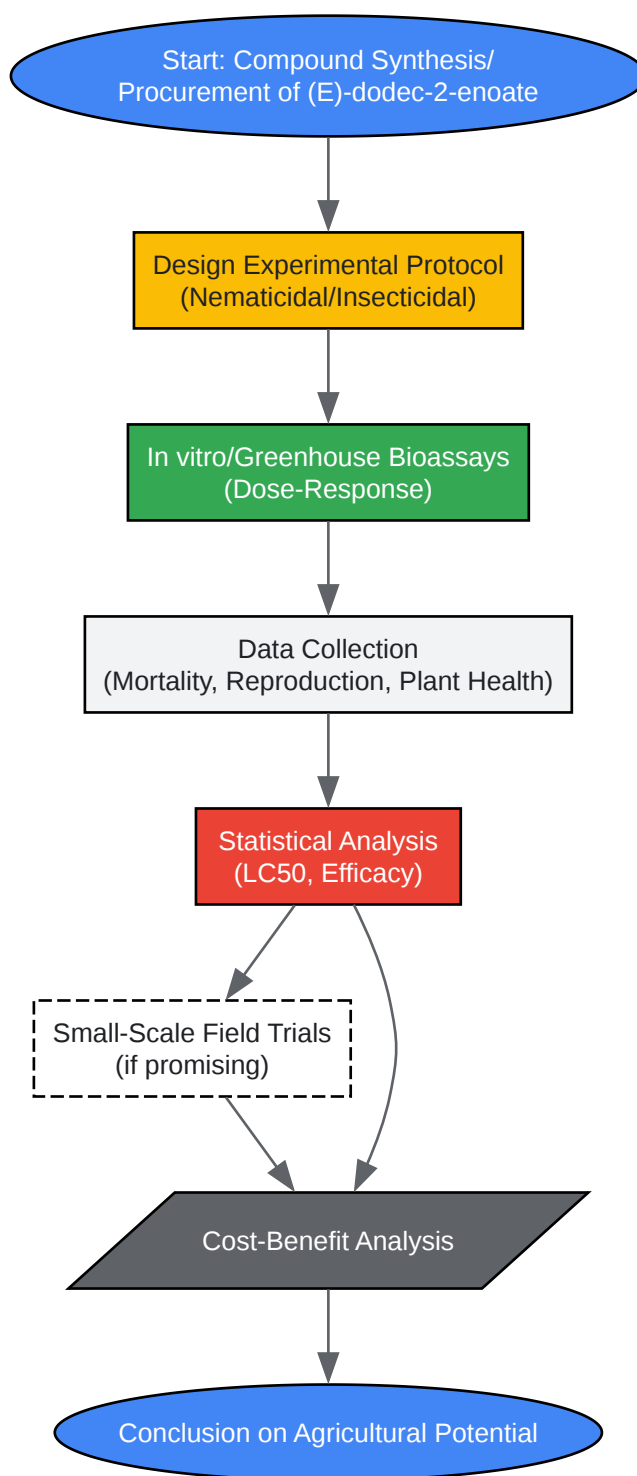 Start: Compound Synthesis/
Procurement of (E)-dodec-2-enoate
Design Experimental Protocol
(Nematicidal/Insecticidal)
In vitro/Greenhouse Bioassays
(Dose-Response)
Data Collection
(Mortality, Reproduction, Plant Health)
Statistical Analysis
(LC50, Efficacy)
Small-Scale Field Trials
(if promising)
Cost-Benefit Analysis
Conclusion on Agricultural Potential